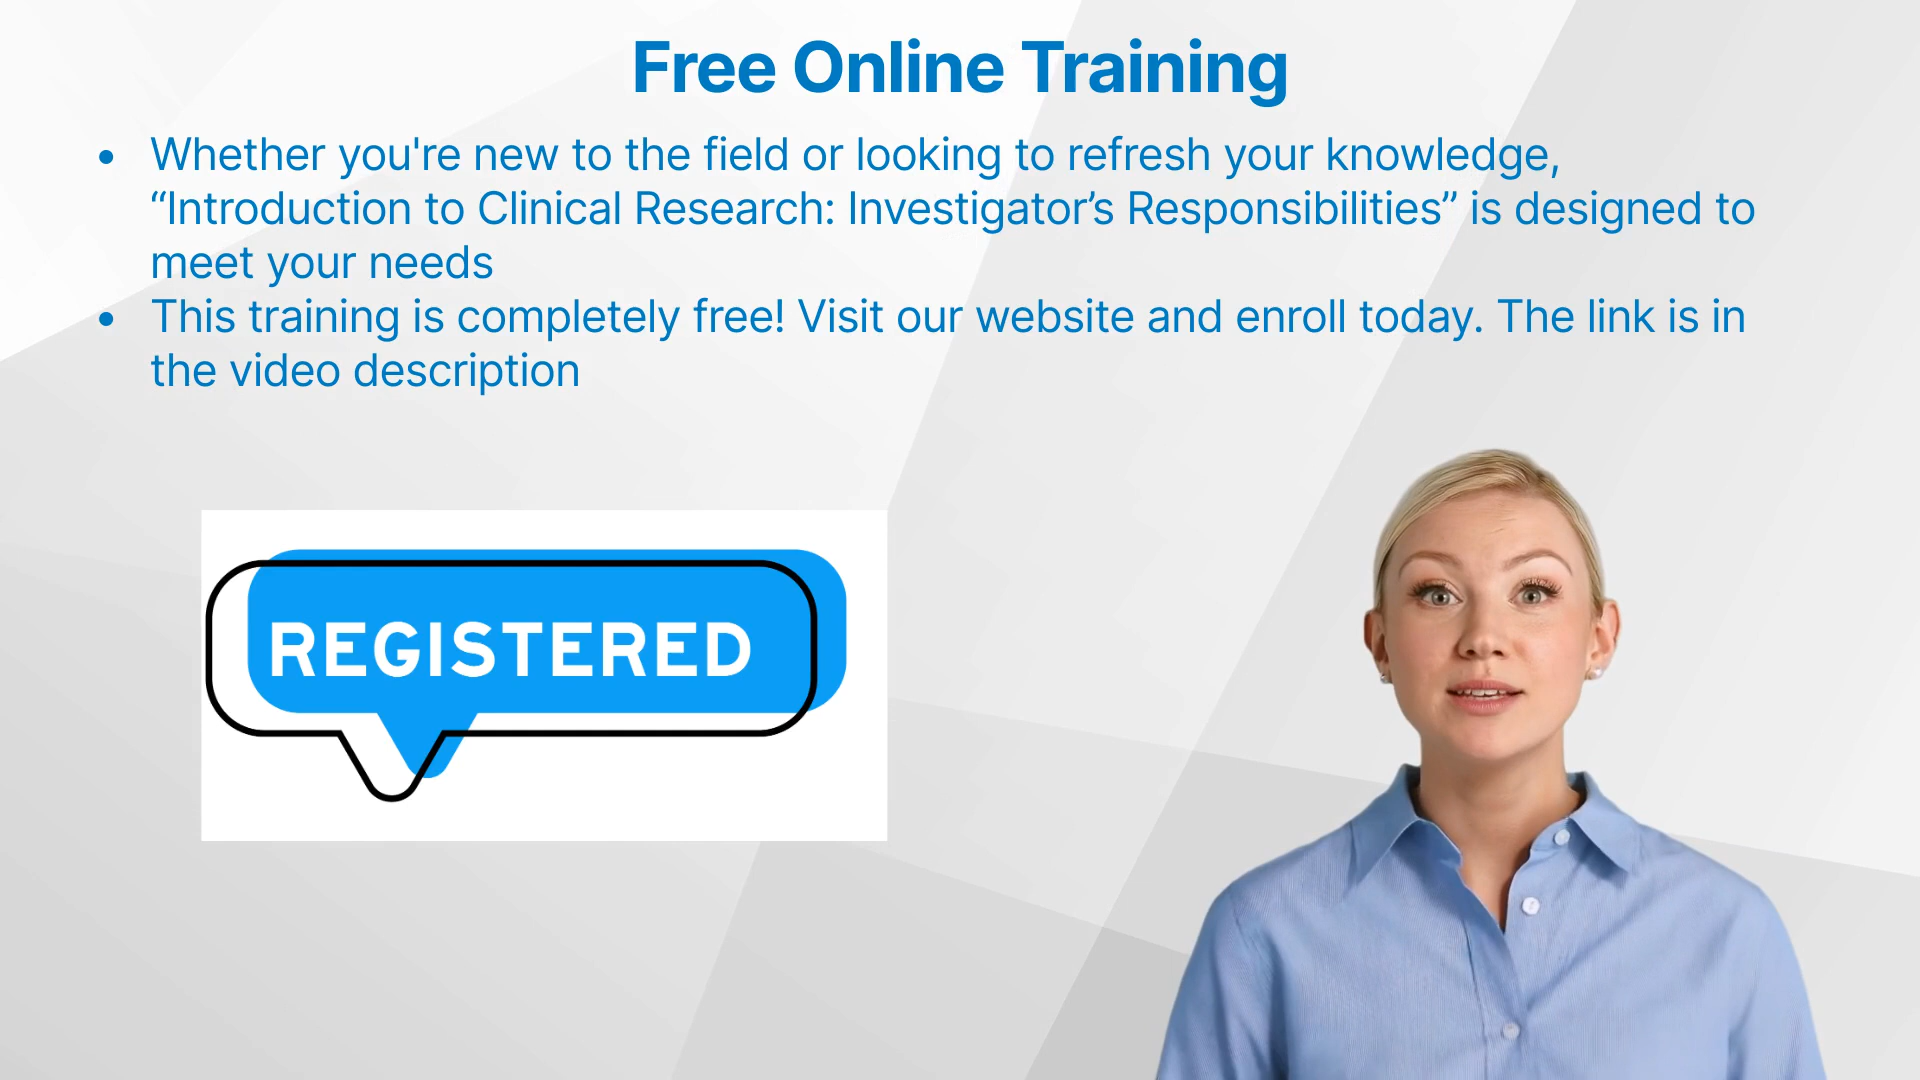 Free Online Training
• Whether you're new to the field or looking to refresh your knowledge,
“Introduction to Clinical Research: Investigator’s Responsibilities” is designed to
meet your needs
• This training is completely free! Visit our website and enroll today. The link is in
the video description
REGISTERED